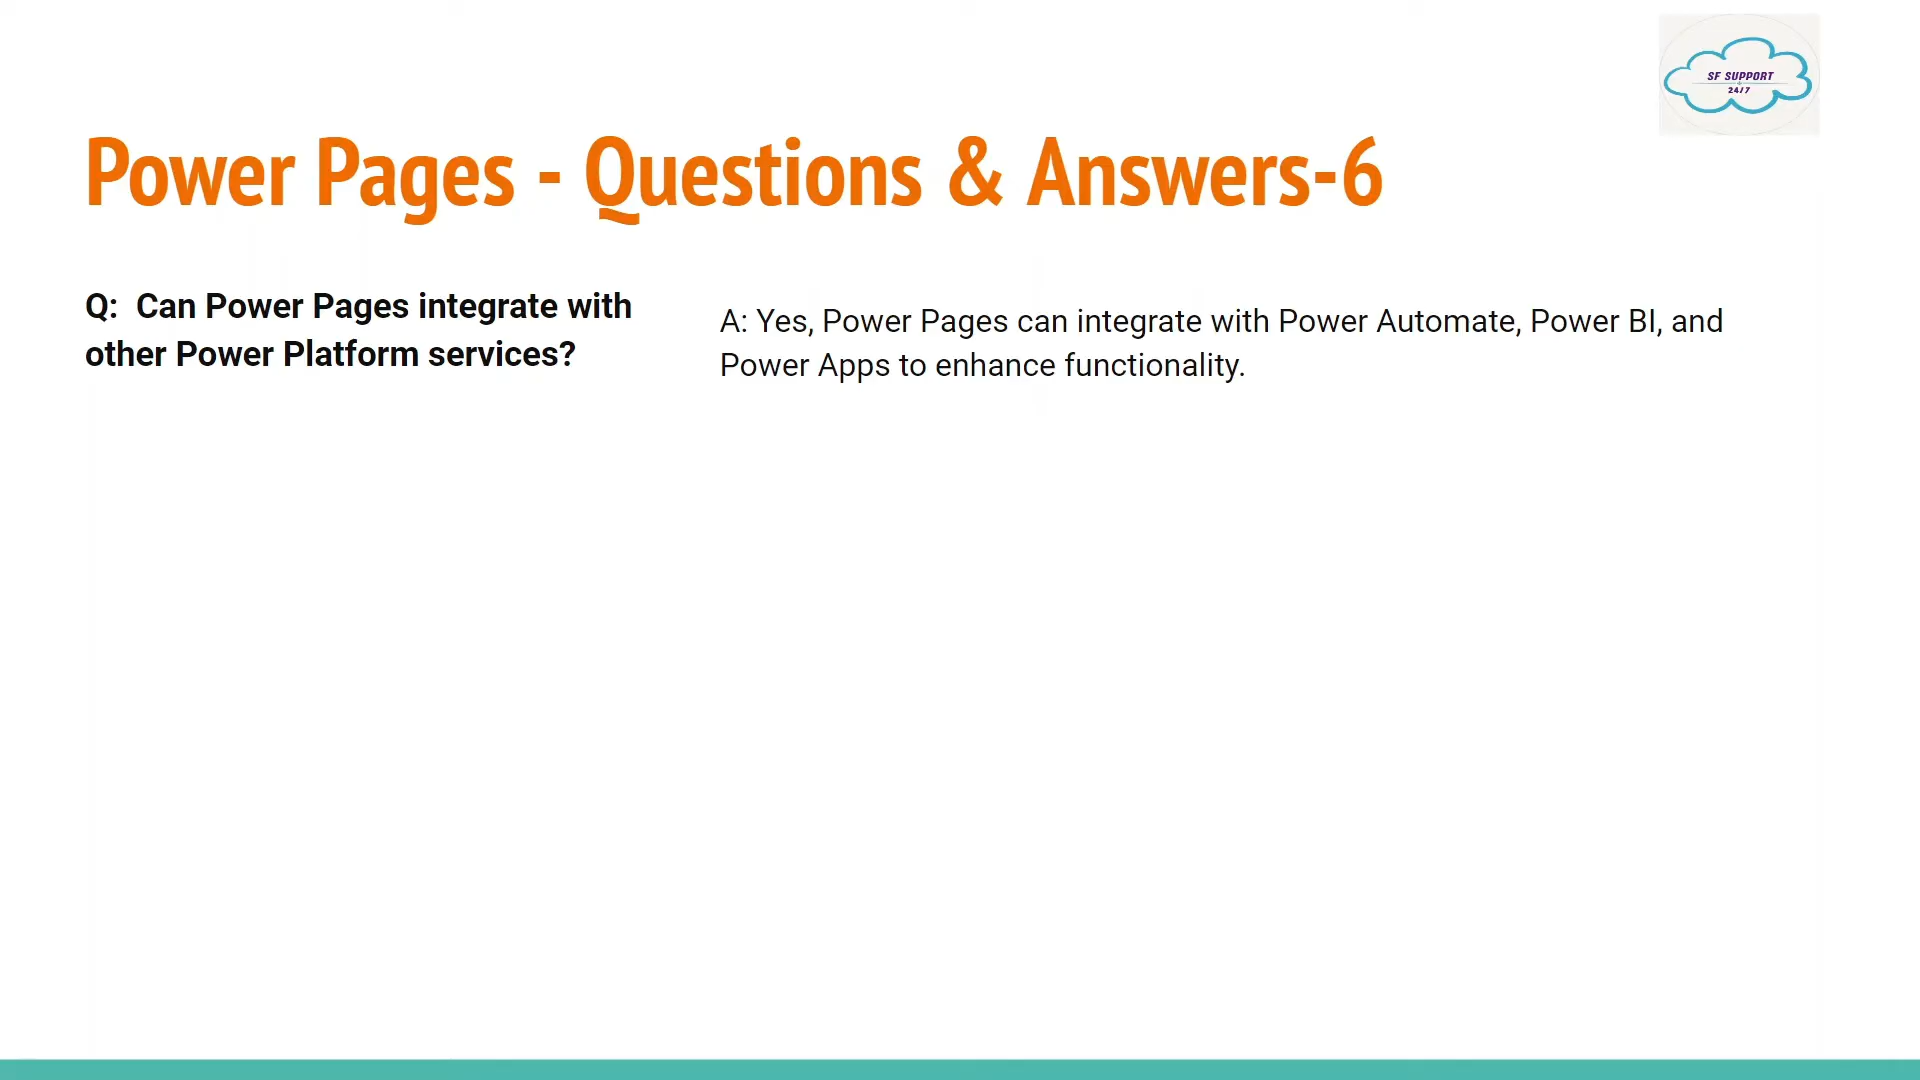 SF SUPPORT
24/7
Power Pages - Questions & Answers-6
Q: Can Power Pages integrate with
other Power Platform services?
A: Yes, Power Pages can integrate with Power Automate, Power BI, and
Power Apps to enhance functionality.